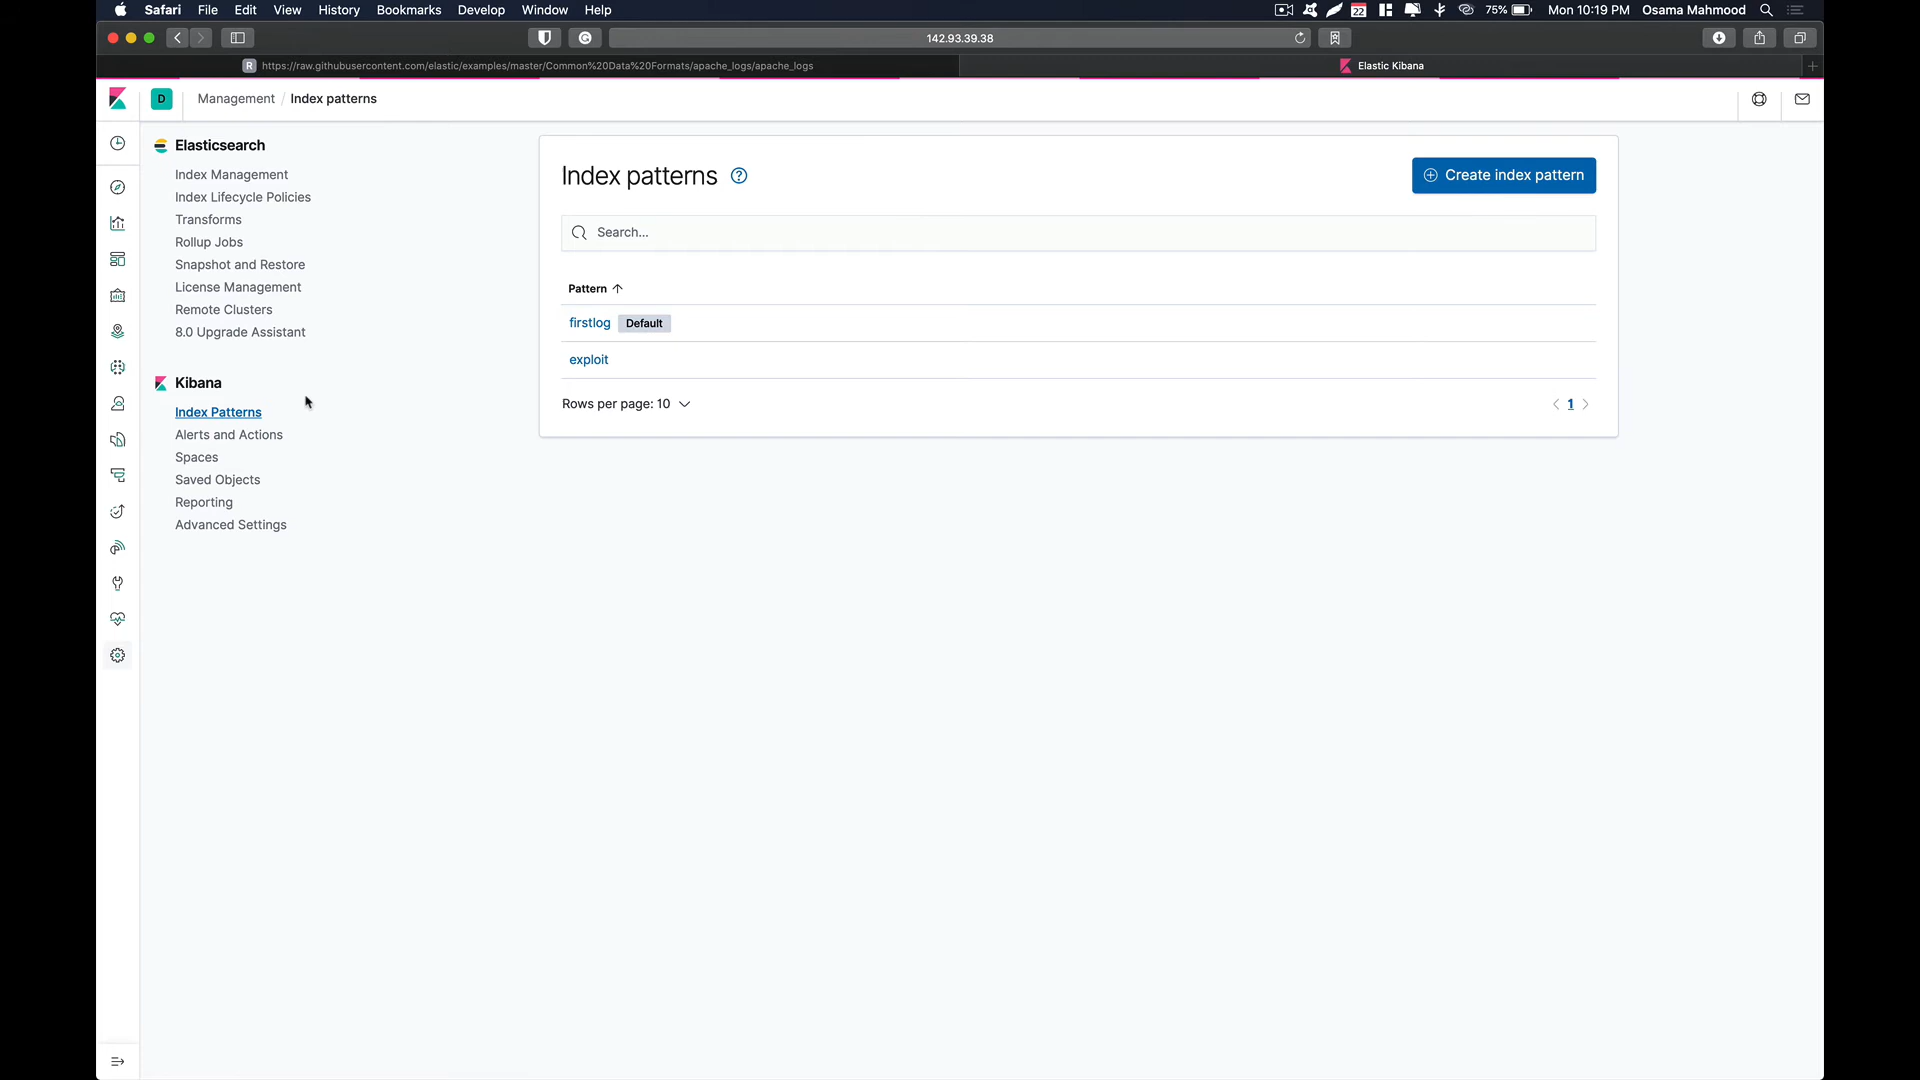 Safari File Edit View History Bookmarks Develop Window Help 22 75% Mon 10:19 PM Osama Mahmood
142.93.39.38
R https://raw.githubusercontent.com/elastic/examples/master/Common%20Data%20Formats/apache_logs/apache_logs
Elastic Kibana
D Management / Index patterns
Elasticsearch
Index Management
Index Lifecycle Policies
Transforms
Rollup Jobs
Snapshot and Restore
License Management
Remote Clusters
8.0 Upgrade Assistant
Kibana
Index Patterns
Alerts and Actions
Spaces
Saved Objects
Reporting
Advanced Settings
Index patterns
Create index pattern
Search...
Pattern
firstlog Default
exploit
Rows per page: 10
1